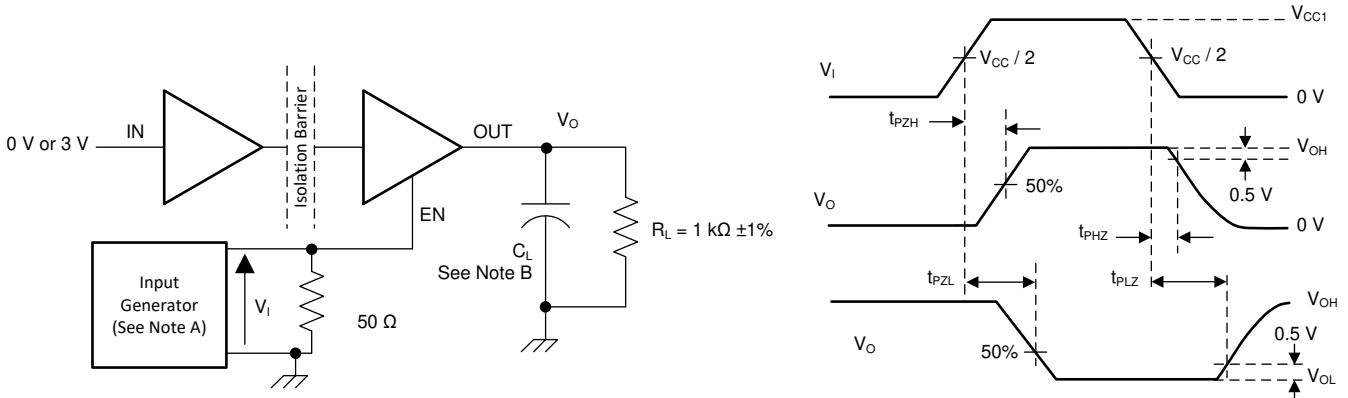 0 V or 3 V
IN
Isolation Barrier
OUT
VO
EN
CL
See Note B
RL = 1 kΩ ±1%
Input
Generator
(See Note A)
VI
50 Ω
VI
VCC / 2
VCC / 2
VCC1
0 V
tPZH
VO
50%
VOH
0.5 V
0 V
tPHZ
tPZL
tPLZ
VO
50%
VOH
0.5 V
VOL